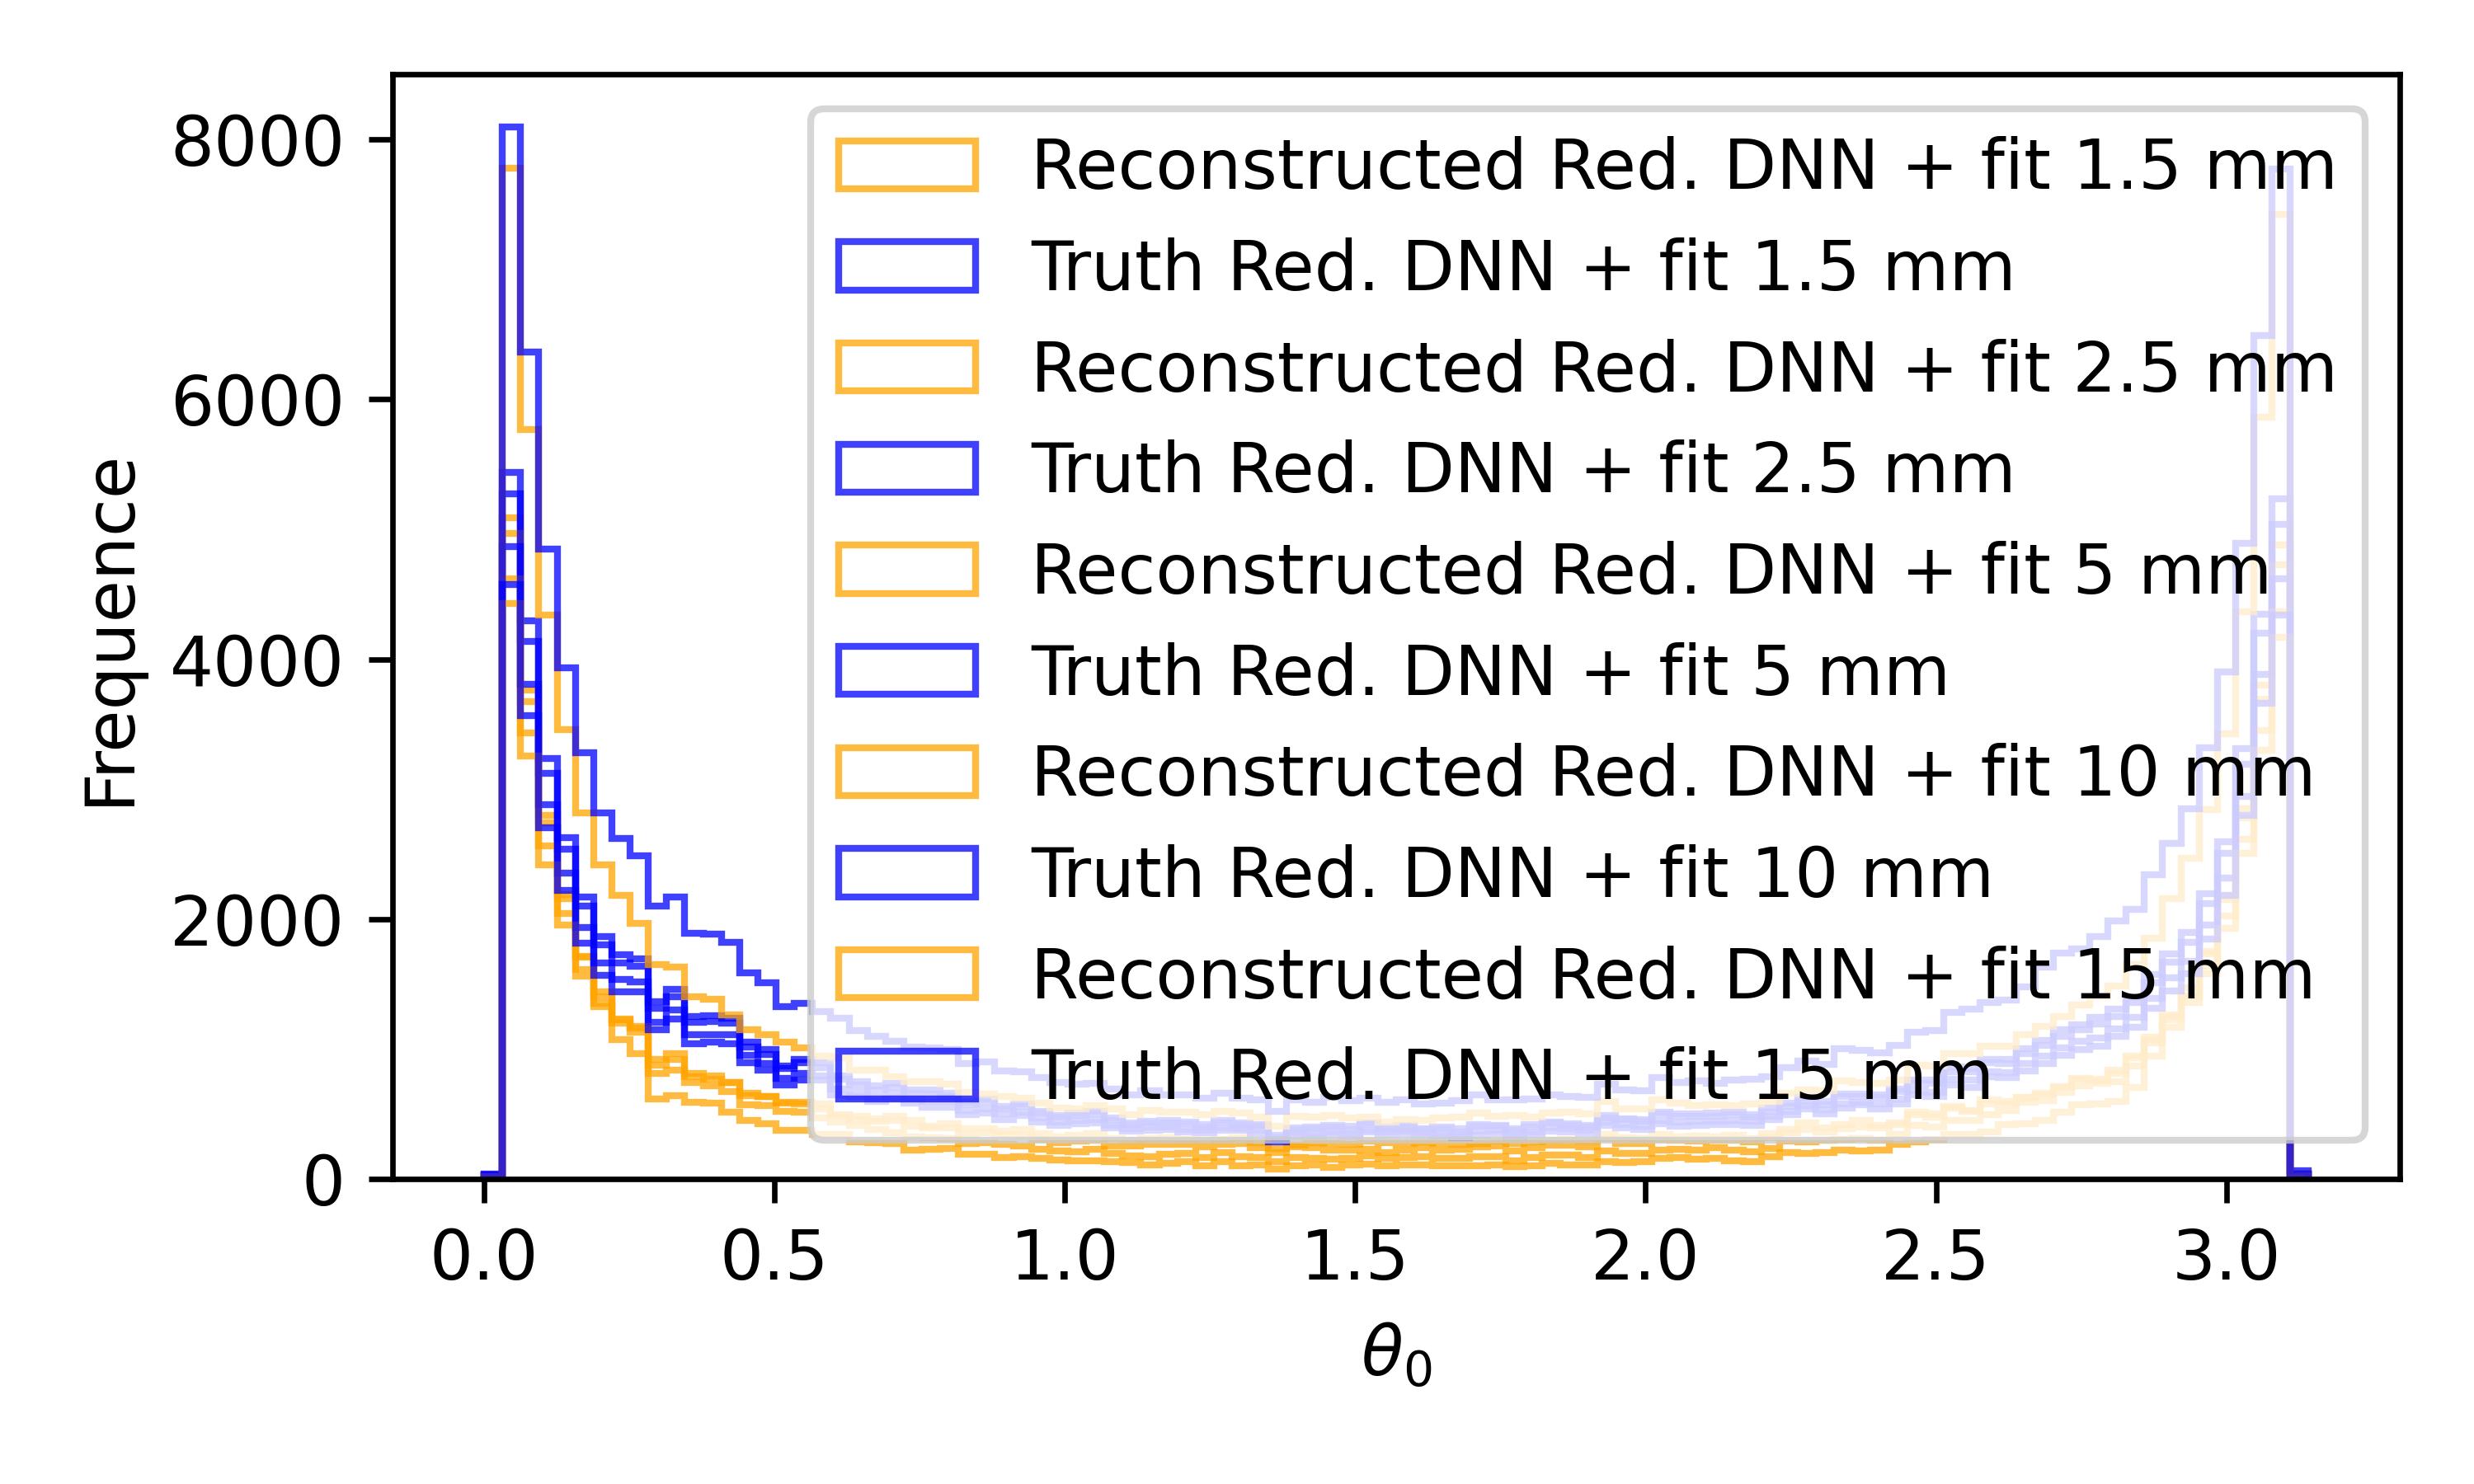 8000
6000
4000
2000
0
Frequence
0.0
0.5
1.0
1.5
2.0
2.5
3.0
θ0
Reconstructed Red. DNN + fit 1.5 mm
Truth Red. DNN + fit 1.5 mm
Reconstructed Red. DNN + fit 2.5 mm
Truth Red. DNN + fit 2.5 mm
Reconstructed Red. DNN + fit 5 mm
Truth Red. DNN + fit 5 mm
Reconstructed Red. DNN + fit 10 mm
Truth Red. DNN + fit 10 mm
Reconstructed Red. DNN + fit 15 mm
Truth Red. DNN + fit 15 mm